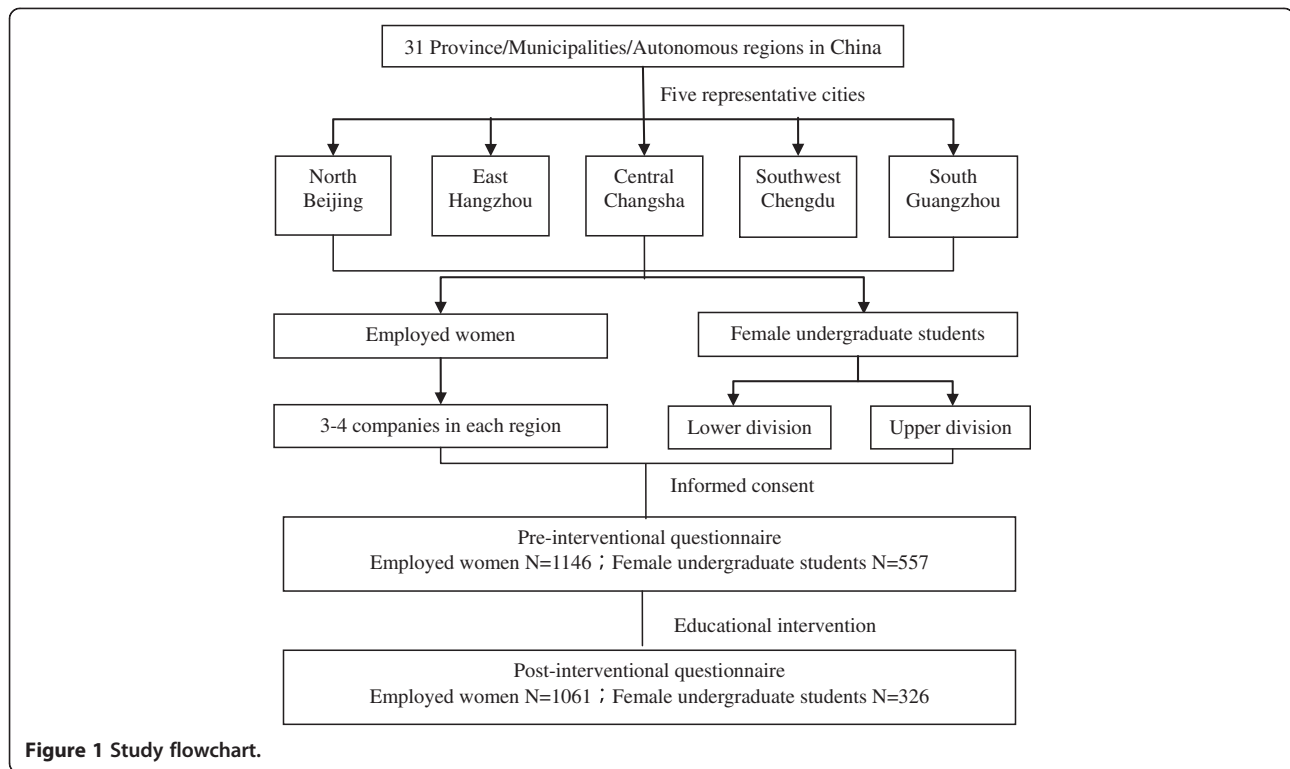 31 Province/Municipalities/Autonomous regions in China
Five representative cities
North
Beijing
East
Hangzhou
Central
Changsha
Southwest
Chengdu
South
Guangzhou
Employed women
Female undergraduate students
3-4 companies in each region
Lower division
Upper division
Informed consent
Pre-interventional questionnaire
Employed women N=1146；Female undergraduate students N=557
Educational intervention
Post-interventional questionnaire
Employed women N=1061；Female undergraduate students N=326
Figure 1 Study flowchart.